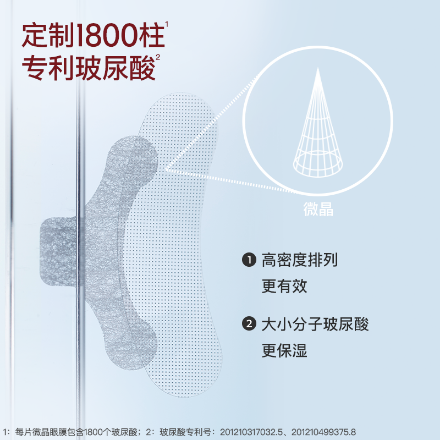 定制1800柱1
专利玻尿酸2
微晶
1 高密度排列
更有效
2 大小分子玻尿酸
更保湿
1：每片微晶眼膜包含1800个玻尿酸；2：玻尿酸专利号：201210317032.5、201210499375.8